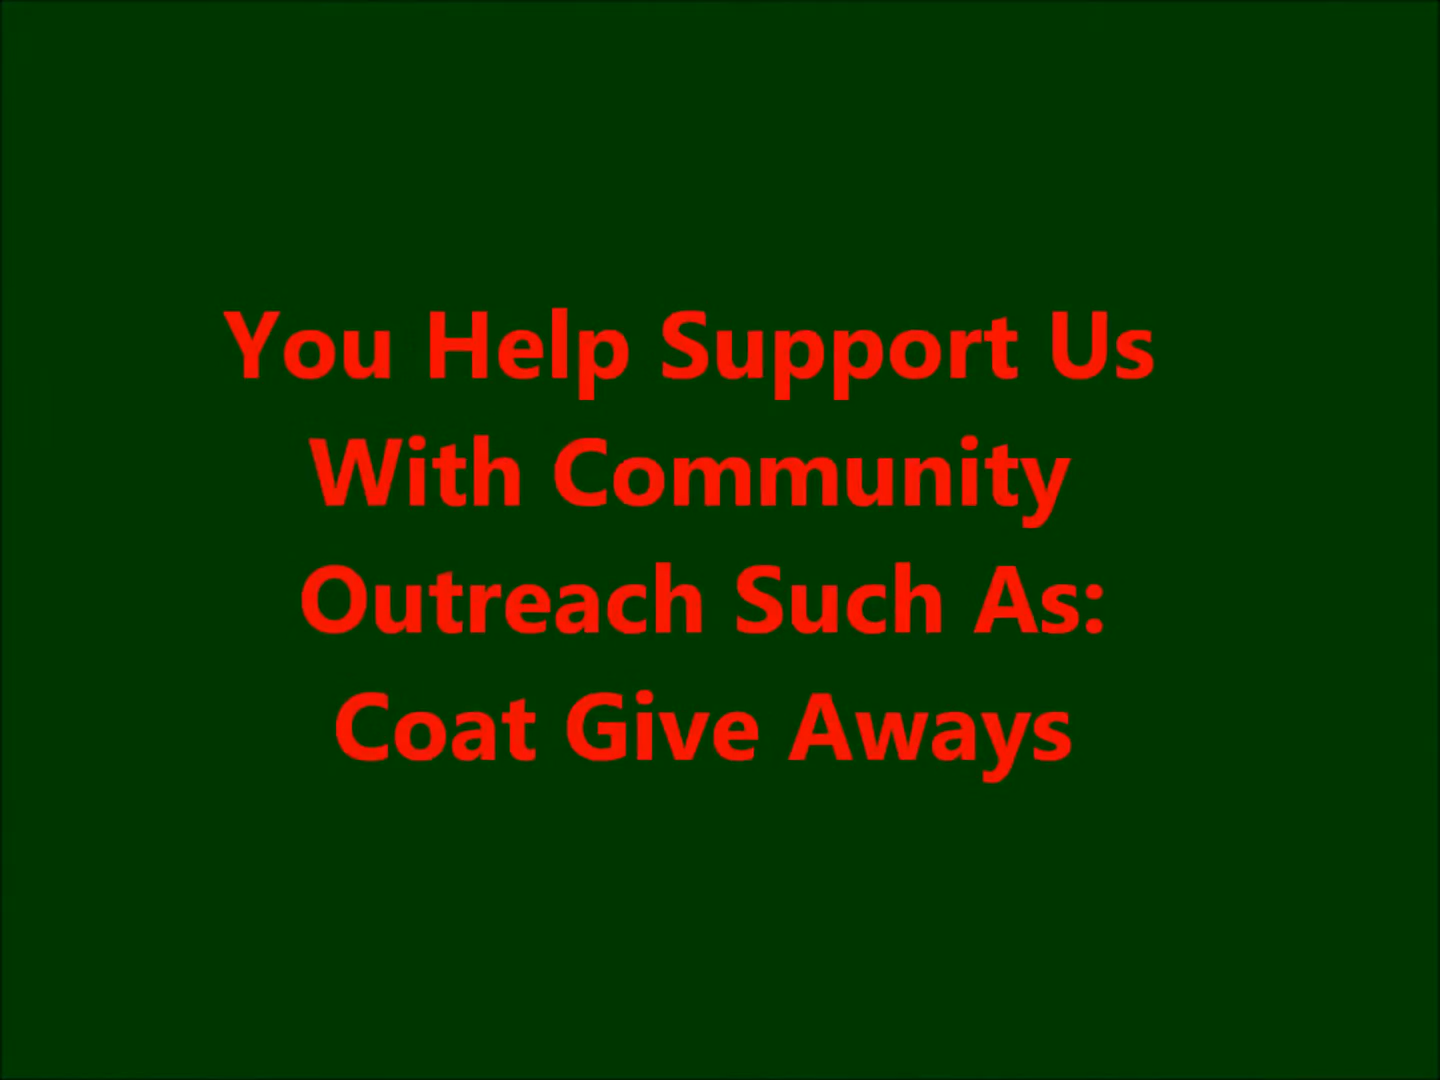 You Help Support Us
With Community
Outreach Such As:
Coat Give Aways